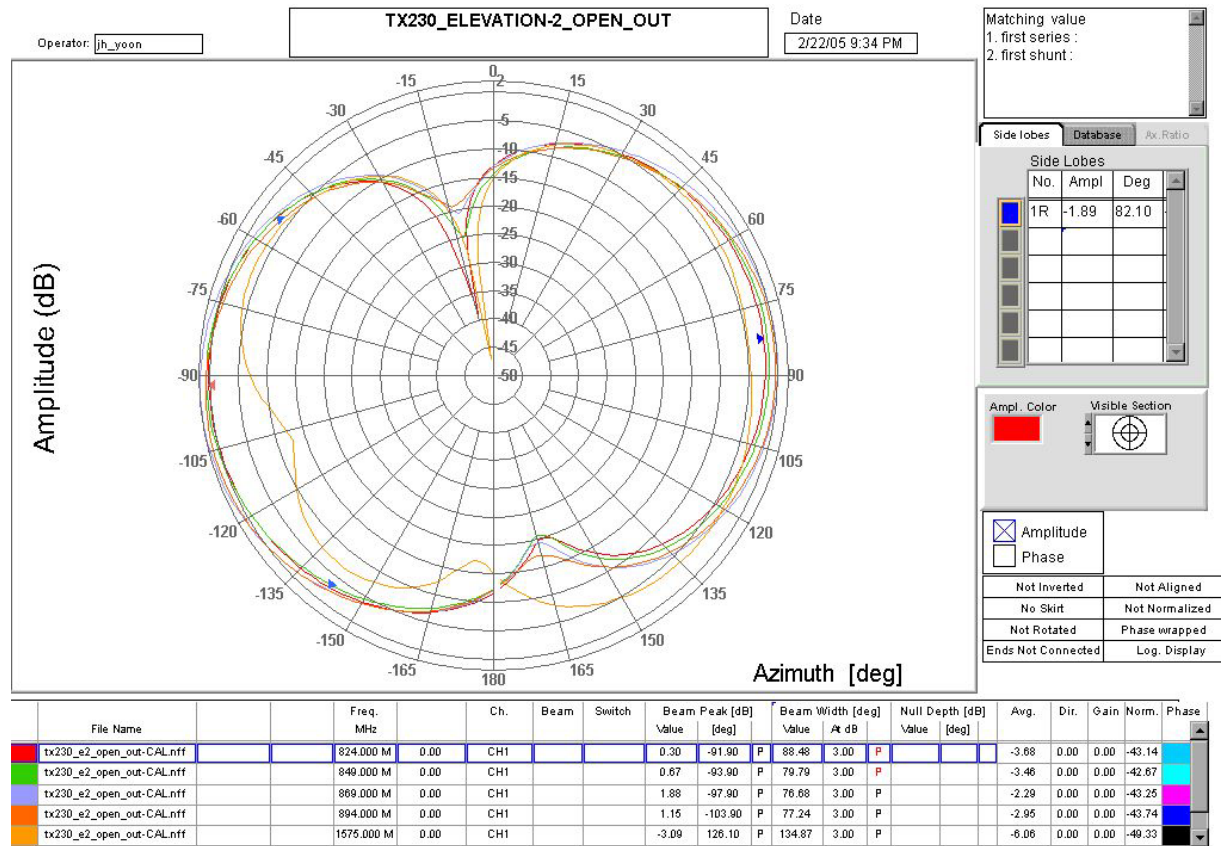 TX230_ELEVATION-2_OPEN_OUT
Operator: jh_yoon
Date
2/22/05 9:34 PM
Matching value
1. first series :
2. first shunt :
Side lobes Database Ax.Ratio
Side Lobes
No. Ampl Deg
1R -1.89 82.10
Ampl. Color Visible Section
Amplitude
Phase
Not Inverted Not Aligned
No Skirt Not Normalized
Not Rotated Phase wrapped
Ends Not Connected Log. Display
Amplitude (dB)
0
-15 15
-30 30
-45 45
-60 60
-75 75
-90 90
-105 105
-120 120
-135 135
-150 150
-165 165
180
2
-5
-10
-15
-20
-25
-30
-35
-40
-45
-50
Azimuth [deg]
File Name Freq. MHz Ch. Beam Switch Beam Peak [dB] Value [deg] Beam Width [deg] Value At dB Null Depth [dB] Value [deg] Avg. Dir. Gain Norm. Phase
tx230_e2_open_out-CAL.nff 824.000 M 0.00 CH1 0.30 -91.90 P 88.48 3.00 P -3.68 0.00 0.00 -43.14
tx230_e2_open_out-CAL.nff 849.000 M 0.00 CH1 0.67 -93.90 P 79.79 3.00 P -3.46 0.00 0.00 -42.67
tx230_e2_open_out-CAL.nff 869.000 M 0.00 CH1 1.88 -97.90 P 76.68 3.00 P -2.29 0.00 0.00 -43.25
tx230_e2_open_out-CAL.nff 894.000 M 0.00 CH1 1.15 -103.90 P 77.24 3.00 P -2.95 0.00 0.00 -43.74
tx230_e2_open_out-CAL.nff 1575.000 M 0.00 CH1 -3.09 126.10 P 134.87 3.00 P -6.06 0.00 0.00 -49.33